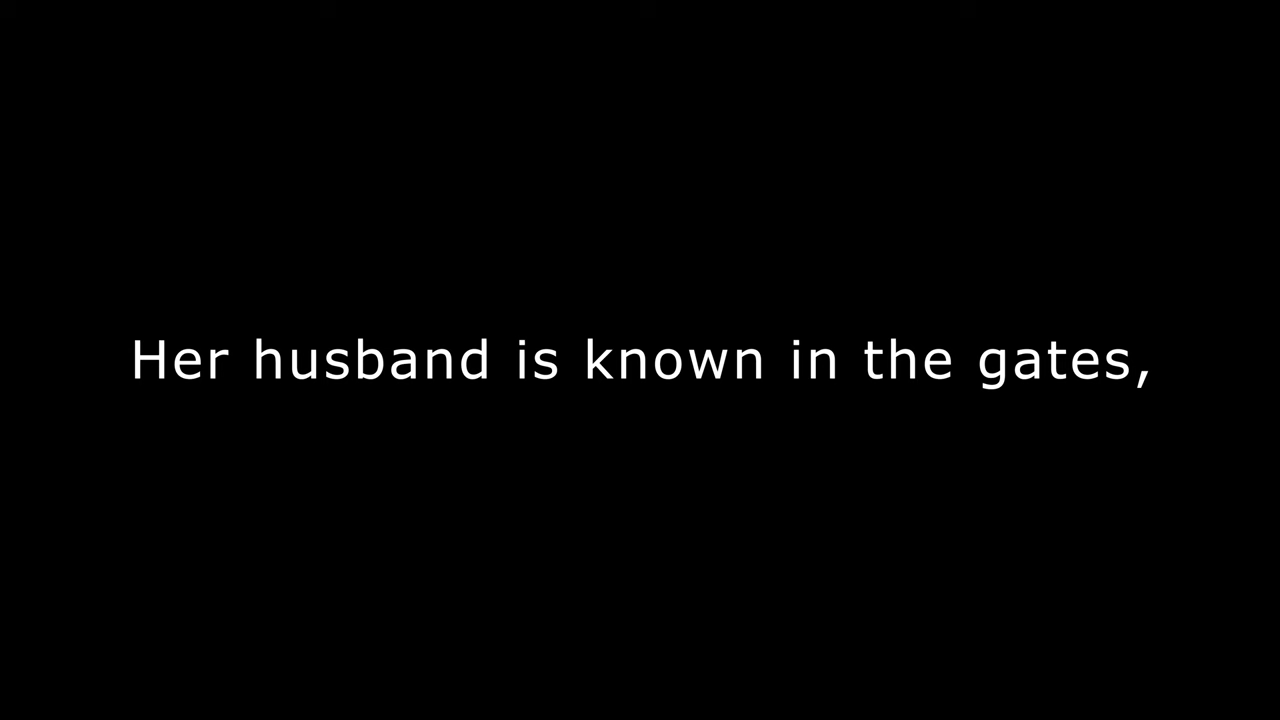 Her husband is known in the gates,